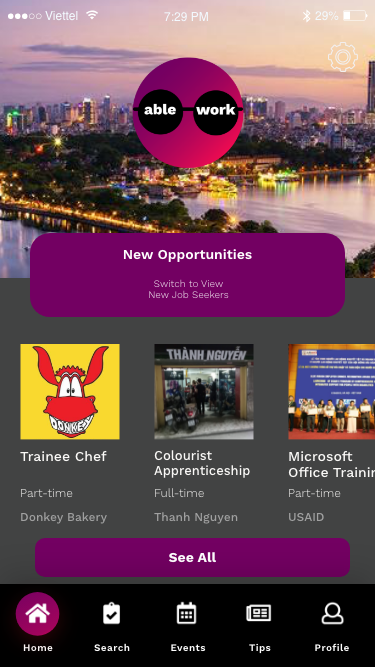 Viettel
7:29 PM
29%
able work
New Opportunities
Switch to View
New Job Seekers
DONKEY
THÀNH NGUYỄN
Trainee Chef
Colourist
Apprenticeship
Microsoft
Office Trainin
Part-time
Full-time
Part-time
Donkey Bakery
Thanh Nguyen
USAID
See All
Home
Search
Events
Tips
Profile